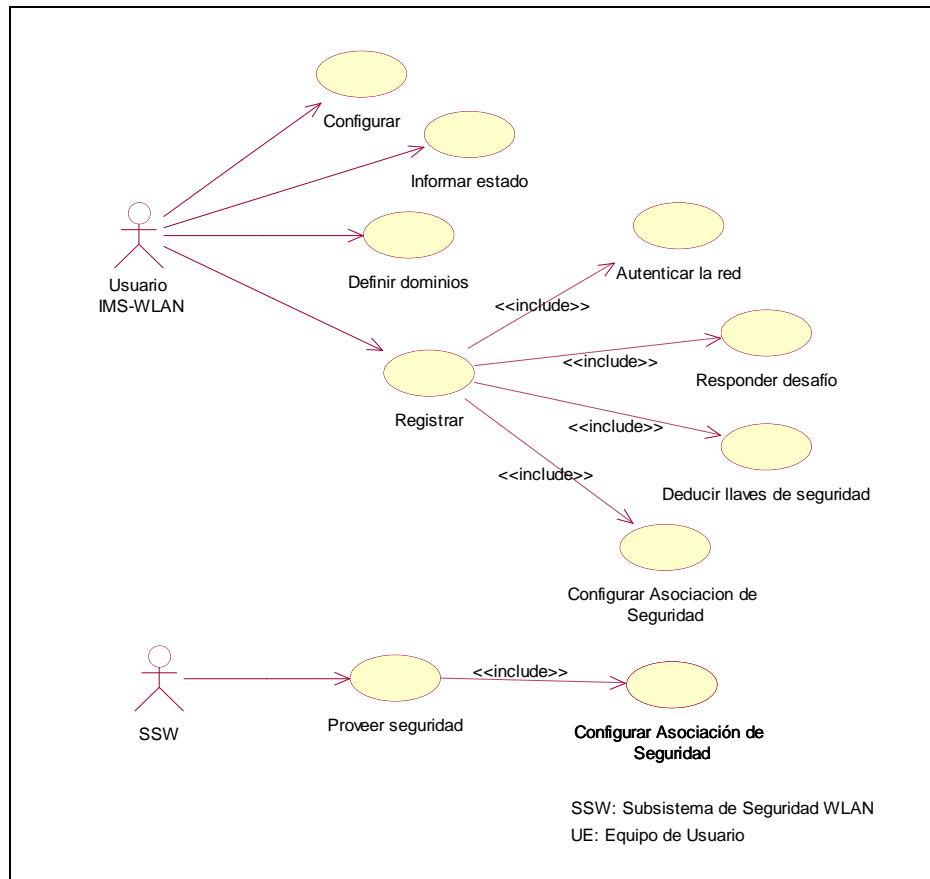 Configurar
Informar estado
Usuario
IMS-WLAN
Definir dominios
Autenticar la red
<<include>>
<<include>>
Responder desafío
Registrar
<<include>>
<<include>>
Deducir llaves de seguridad
Configurar Asociacion de
Seguridad
SSW
Proveer seguridad
<<include>>
Configurar Asociación de
Seguridad
SSW: Subsistema de Seguridad WLAN
UE: Equipo de Usuario